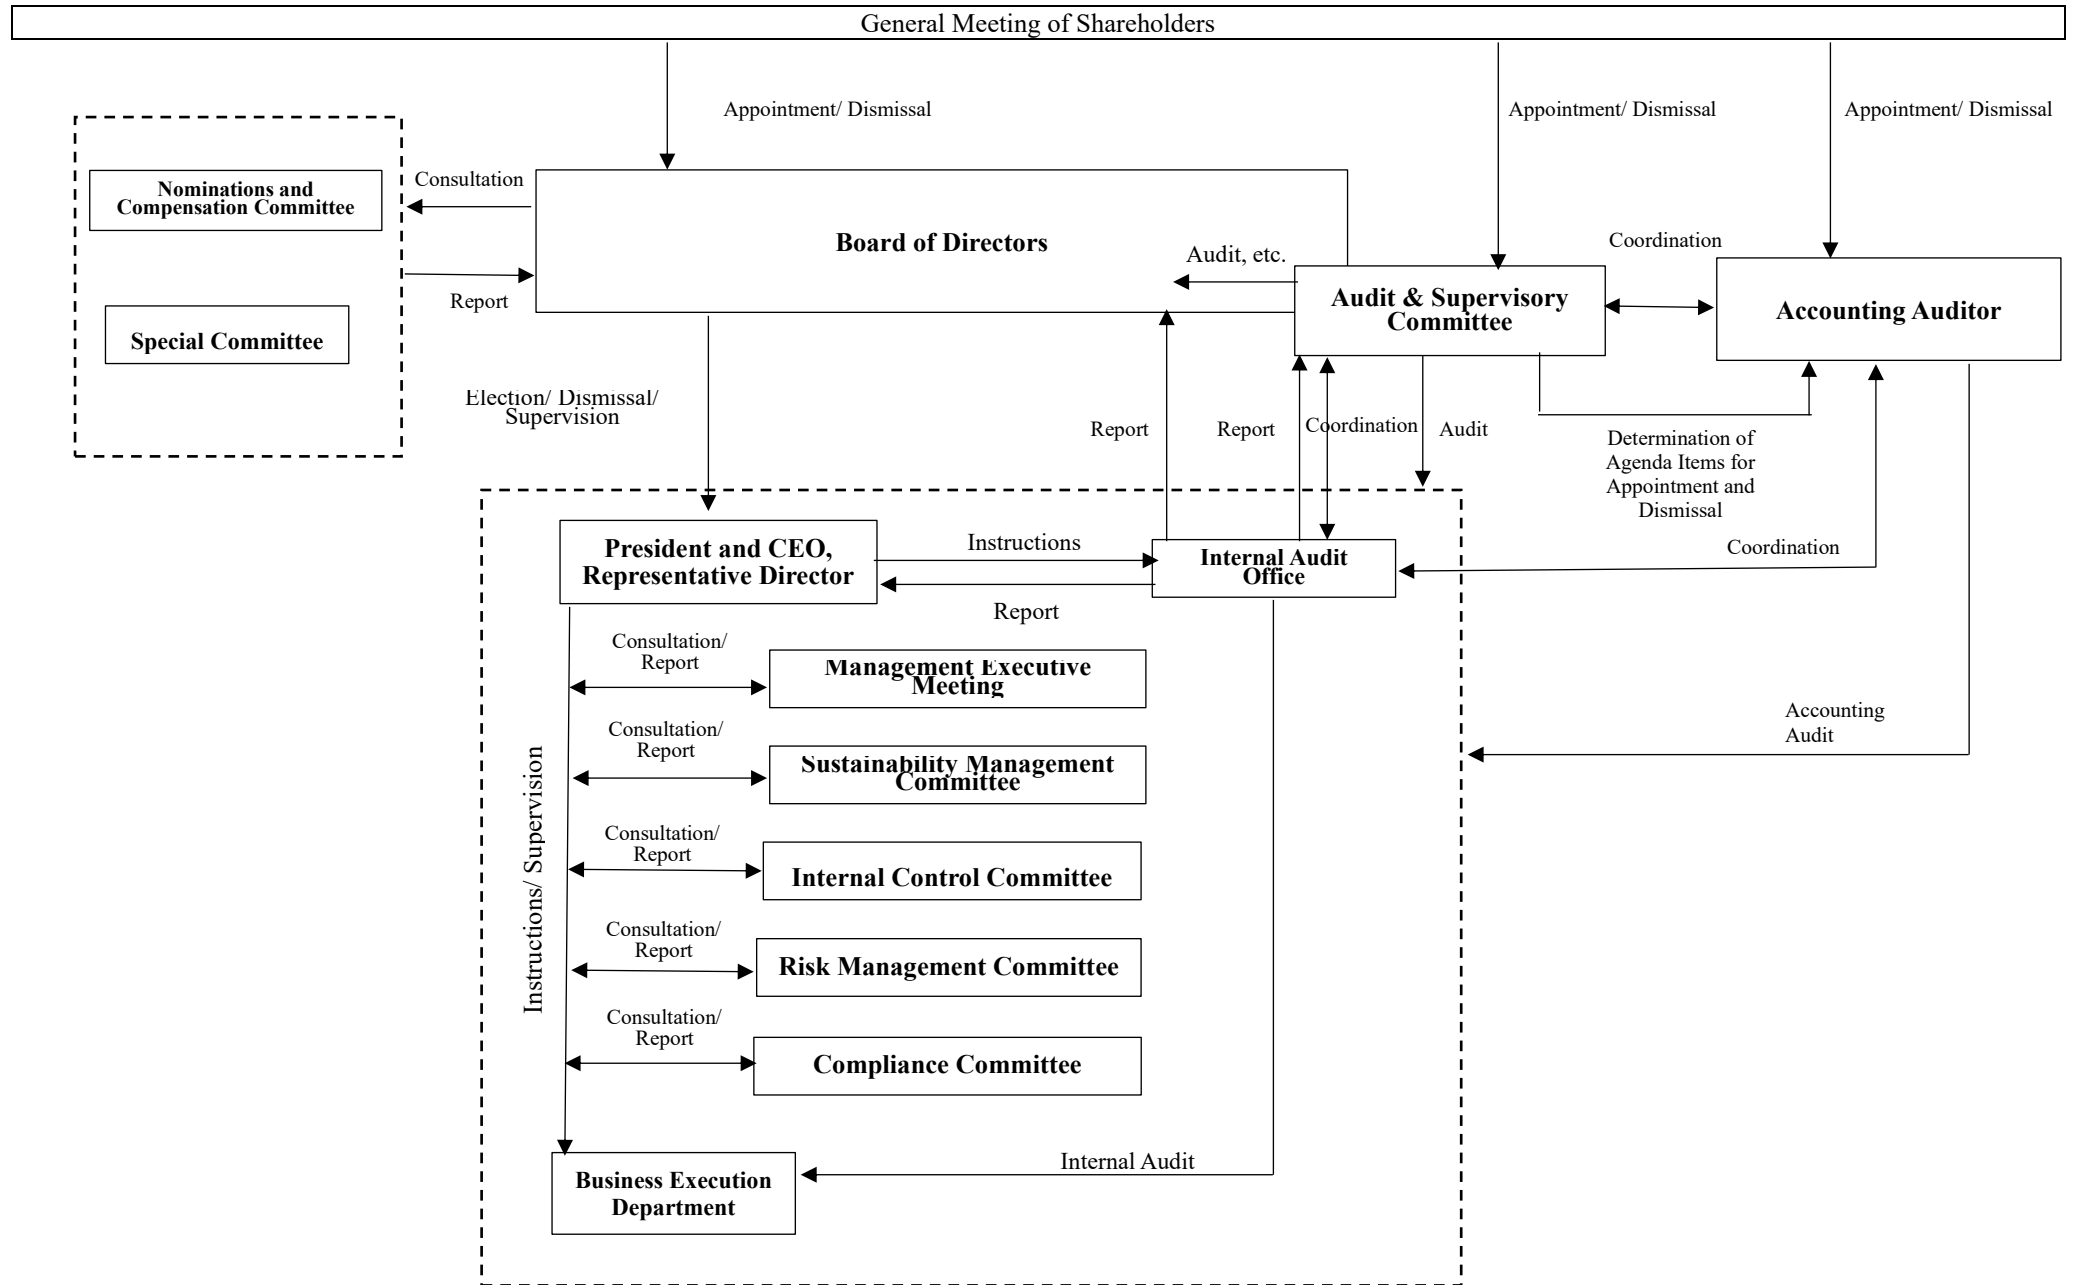 General Meeting of Shareholders
Appointment/ Dismissal
Appointment/ Dismissal
Appointment/ Dismissal
Nominations and
Compensation Committee
Special Committee
Consultation
Report
Board of Directors
Audit, etc.
Audit & Supervisory
Committee
Coordination
Accounting Auditor
Election/ Dismissal/
Supervision
Report
Report
Coordination
Audit
Determination of
Agenda Items for
Appointment and
Dismissal
Coordination
President and CEO,
Representative Director
Instructions
Report
Internal Audit
Office
Consultation/
Report
Management Executive
Meeting
Consultation/
Report
Sustainability Management
Committee
Accounting
Audit
Instructions/ Supervision
Consultation/
Report
Internal Control Committee
Consultation/
Report
Risk Management Committee
Consultation/
Report
Compliance Committee
Internal Audit
Business Execution
Department